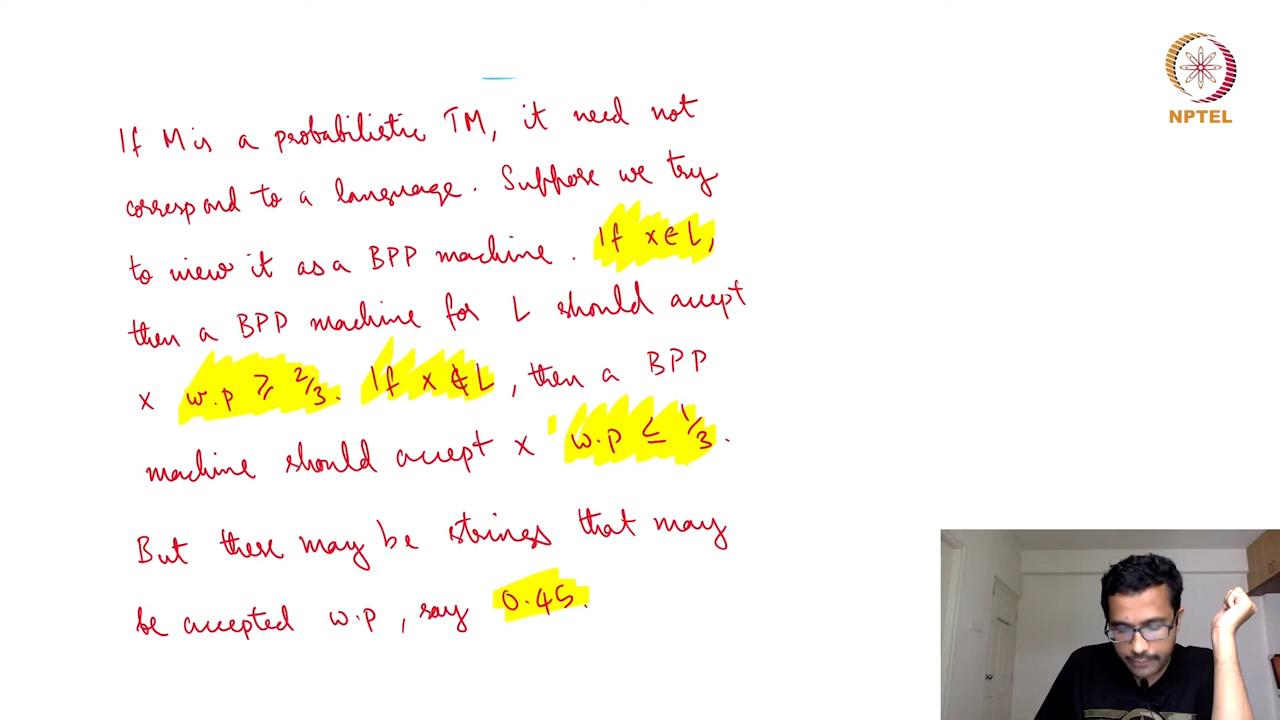 NPTEL
If M is a probabilistic TM, it need not
correspond to a language. Suppose we try
to view it as a BPP machine. If x ∈ L,
then a BPP machine for L should accept
x w.p ≥ 2/3. If x ∉ L, then a BPP
machine should accept x w.p ≤ 1/3.
But there may be strings that may
be accepted w.p, say 0.45.